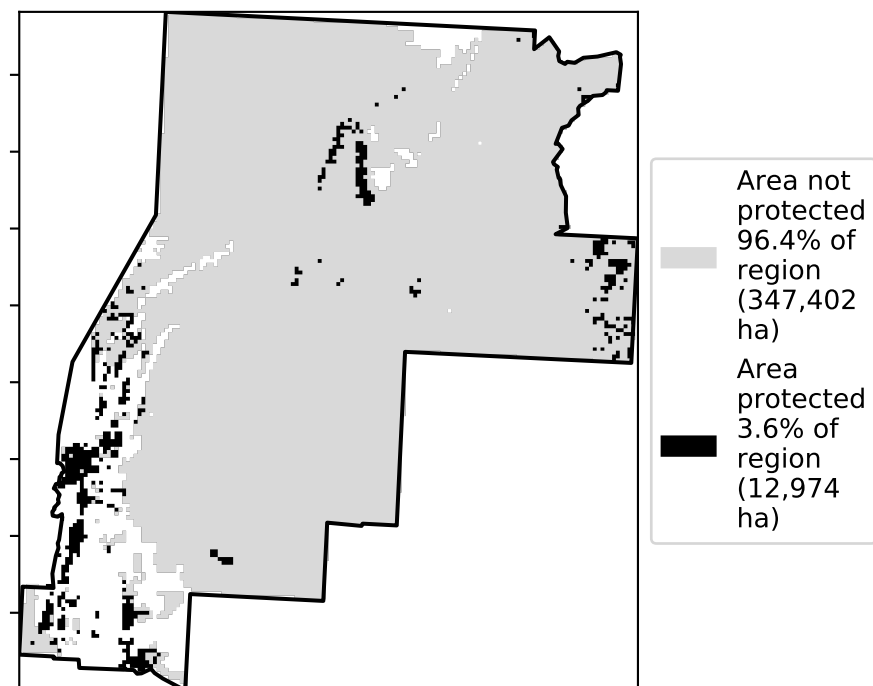 Area not
protected
96.4% of
region
(347,402
ha)
Area
protected
3.6% of
region
(12,974
ha)